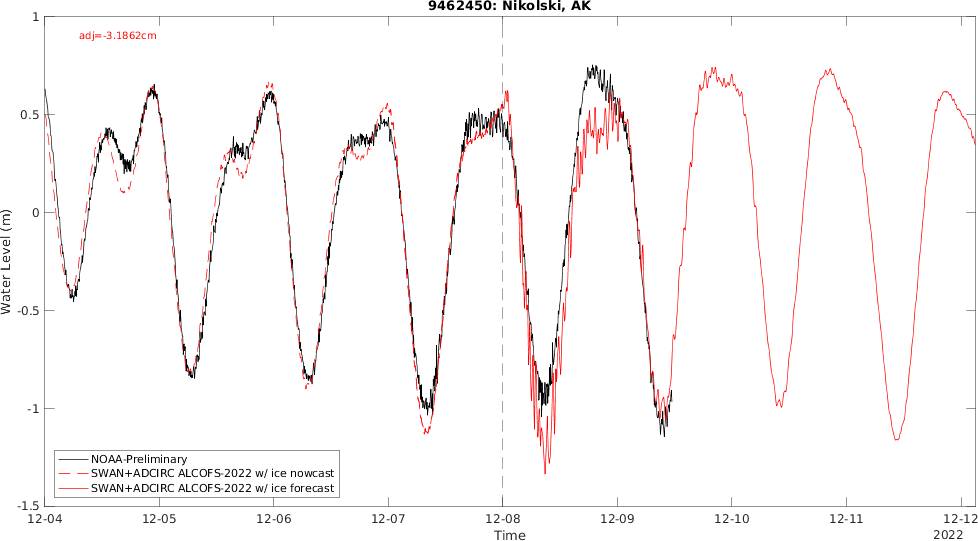 9462450: Nikolski, AK
adj=-3.1862cm
Water Level (m)
1
0.5
0
-0.5
-1
-1.5
NOAA-Preliminary
SWAN+ADCIRC ALCOFS-2022 w/ ice nowcast
SWAN+ADCIRC ALCOFS-2022 w/ ice forecast
12-04 12-05 12-06 12-07 12-08 12-09 12-10 12-11 12-12
Time
2022